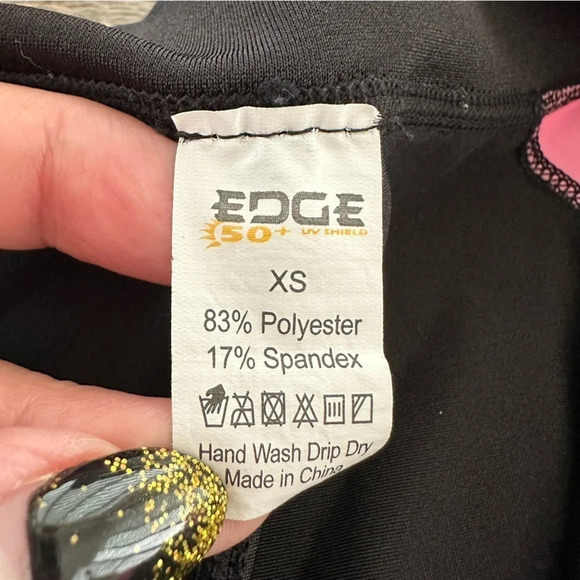 EDGE
50+ UV SHIELD
XS
83% Polyester
17% Spandex
Hand Wash Drip Dry
Made in China